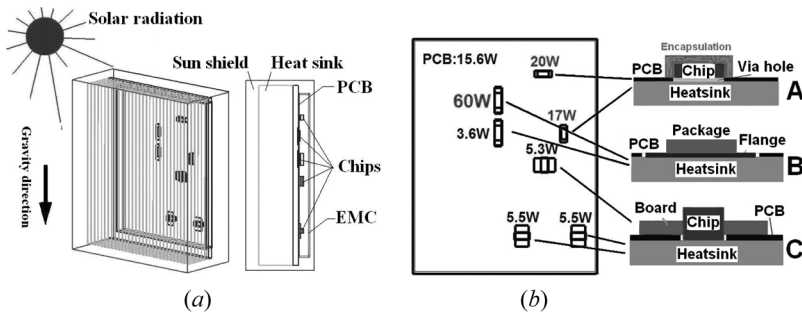 Solar radiation
Gravity direction
Sun shield
Heat sink
PCB
Chips
EMC
(a)
PCB:15.6W
20W
60W
17W
3.6W
5.3W
5.5W
5.5W
Encapsulation
PCB
Chip
Via hole
Heatsink
A
Package
PCB
Flange
Heatsink
B
Board
Chip
PCB
Heatsink
C
(b)